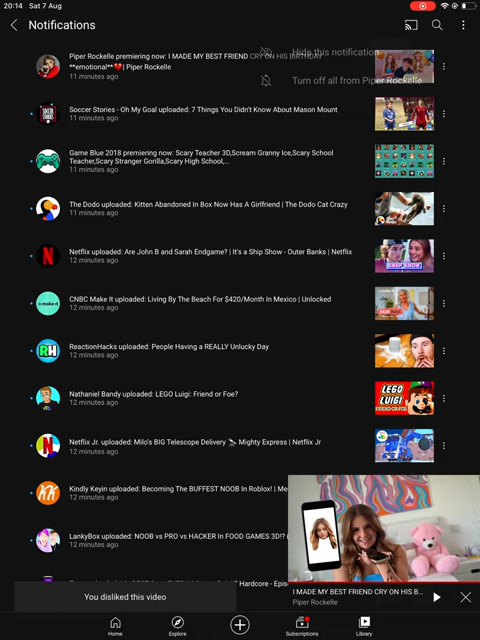 20:14 Sat 7 Aug
Notifications
Piper Rockelle premiering now: I MADE MY BEST FRIEND CRY ON HIS BIRTHDAY
**emotional**💔| Piper Rockelle
11 minutes ago
Hide this notification
Turn off all from Piper Rockelle
Soccer Stories - Oh My Goal uploaded: 7 Things You Didn't Know About Mason Mount
11 minutes ago
Game Blue 2018 premiering now: Scary Teacher 3D,Scream Granny Ice,Scary School
Teacher,Scary Stranger Gorilla,Scary High School,...
11 minutes ago
The Dodo uploaded: Kitten Abandoned In Box Now Has A Girlfriend | The Dodo Cat Crazy
11 minutes ago
Netflix uploaded: Are John B and Sarah Endgame? | It's a Ship Show - Outer Banks | Netflix
12 minutes ago
SHIP SHOW
CNBC Make It uploaded: Living By The Beach For $420/Month In Mexico | Unlocked
12 minutes ago
ReactionHacks uploaded: People Having a REALLY Unlucky Day
12 minutes ago
RH
Nathaniel Bandy uploaded: LEGO Luigi: Friend or Foe?
12 minutes ago
LEGO
LUIGI
FRIEND OR FOE
Netflix Jr. uploaded: Milo's BIG Telescope Delivery 🔭 Mighty Express | Netflix Jr
12 minutes ago
Kindly Keyin uploaded: Becoming The BUFFEST NOOB In Roblox! | Me
12 minutes ago
KK
LankyBox uploaded: NOOB vs PRO vs HACKER In FOOD GAMES 3D!?
12 minutes ago
Hardcore - Epis
You disliked this video
I MADE MY BEST FRIEND CRY ON HIS B...
Piper Rockelle
Home
Explore
Subscriptions
Library